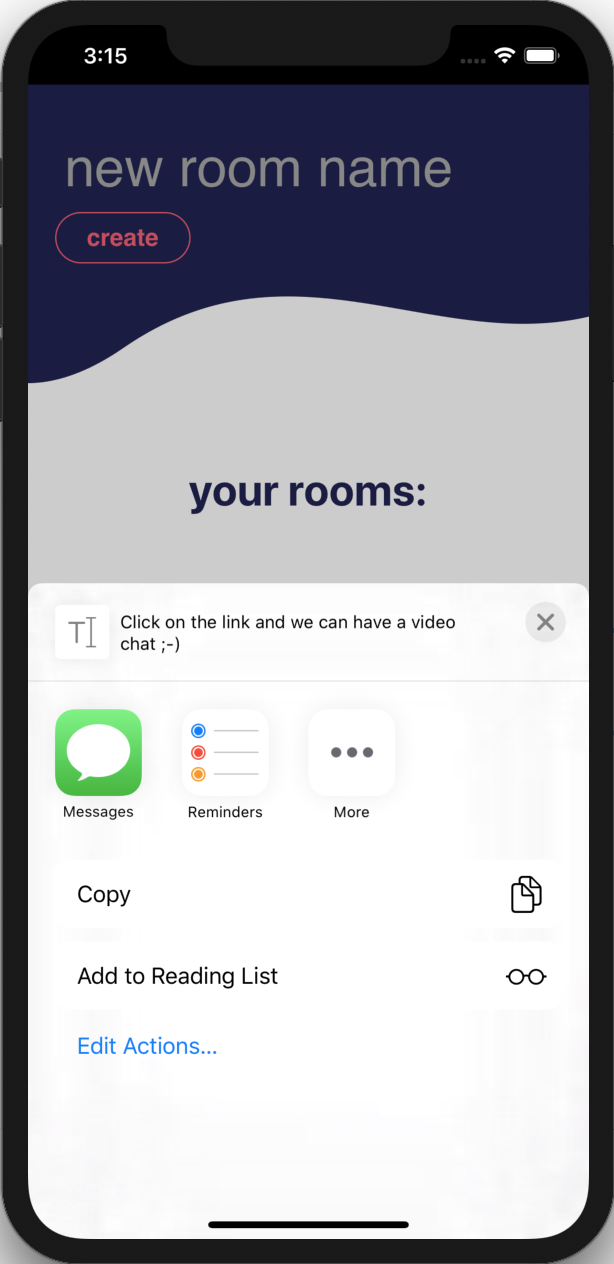 3:15
new room name
create
your rooms:
Click on the link and we can have a video
chat ;-)
Messages
Reminders
More
Copy
Add to Reading List
Edit Actions...